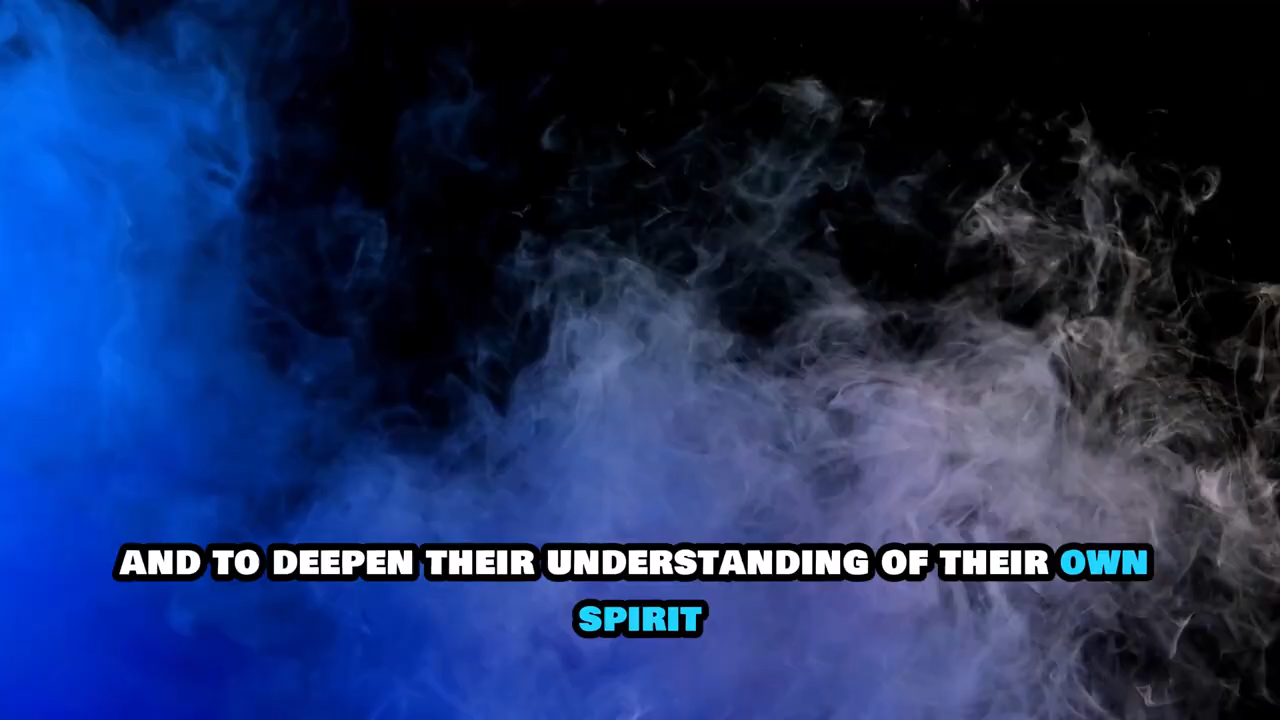 AND TO DEEPEN THEIR UNDERSTANDING OF THEIR OWN
SPIRIT